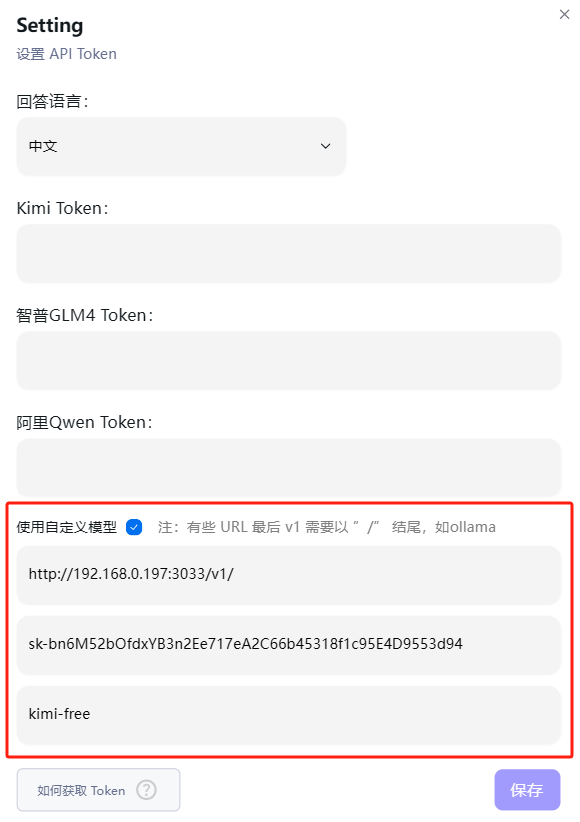 Setting
设置 API Token
回答语言：
中文
Kimi Token：
智普GLM4 Token：
阿里Qwen Token：
使用自定义模型 注：有些 URL 最后 v1 需要以 ”/” 结尾，如ollama
http://192.168.0.197:3033/v1/
sk-bn6M52bOfdxYB3n2Ee717eA2C66b45318f1c95E4D9553d94
kimi-free
如何获取 Token ?
保存